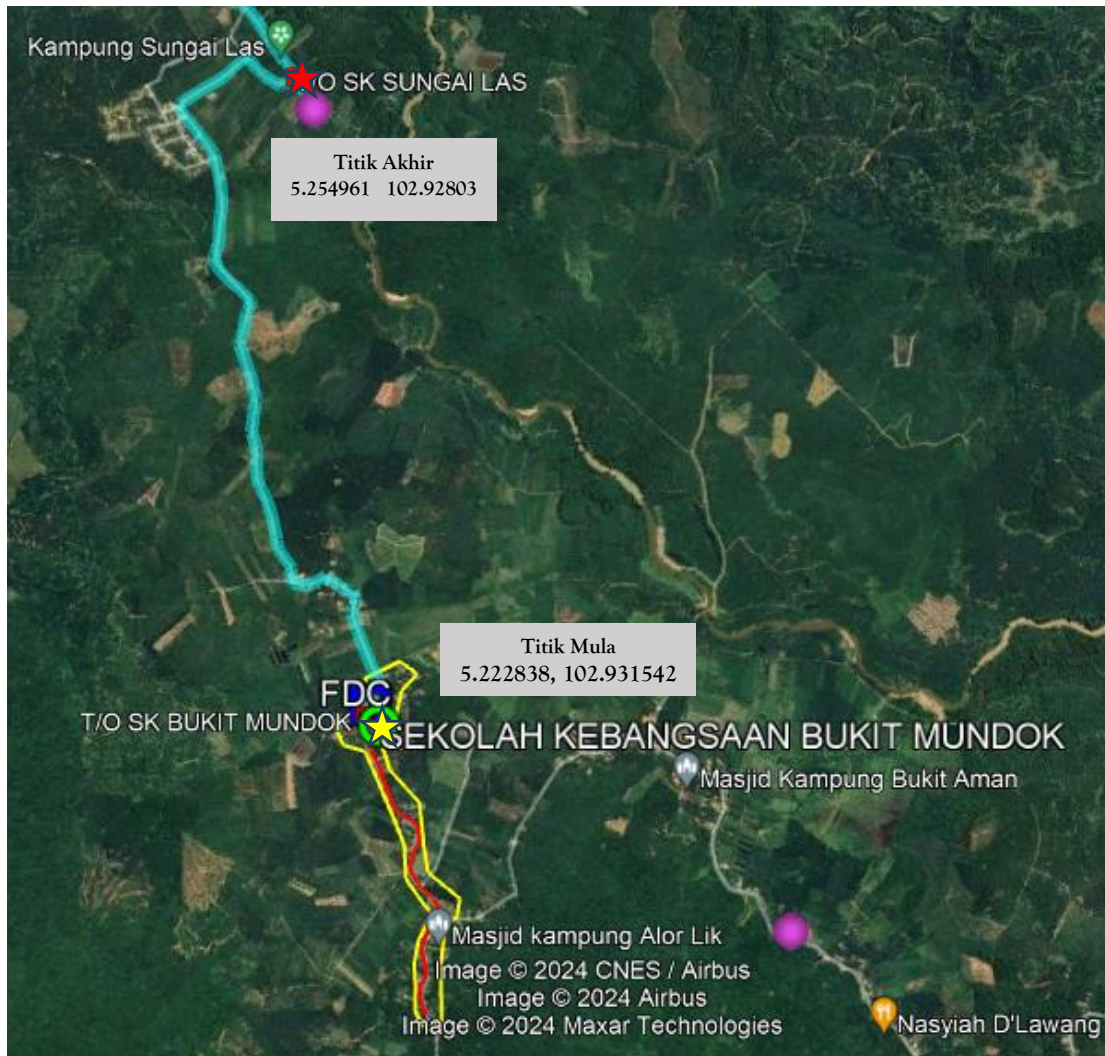 Kampung Sungai Las
T/O SK SUNGAI LAS
Titik Akhir
5.254961 102.92803
Titik Mula
5.222838, 102.931542
FDC
T/O SK BUKIT MUNDOK
SEKOLAH KEBANGSAAN BUKIT MUNDOK
Masjid Kampung Bukit Aman
Masjid kampung Alor Lik
Image © 2024 CNES / Airbus
Image © 2024 Airbus
Image © 2024 Maxar Technologies
Nasyiah D'Lawang